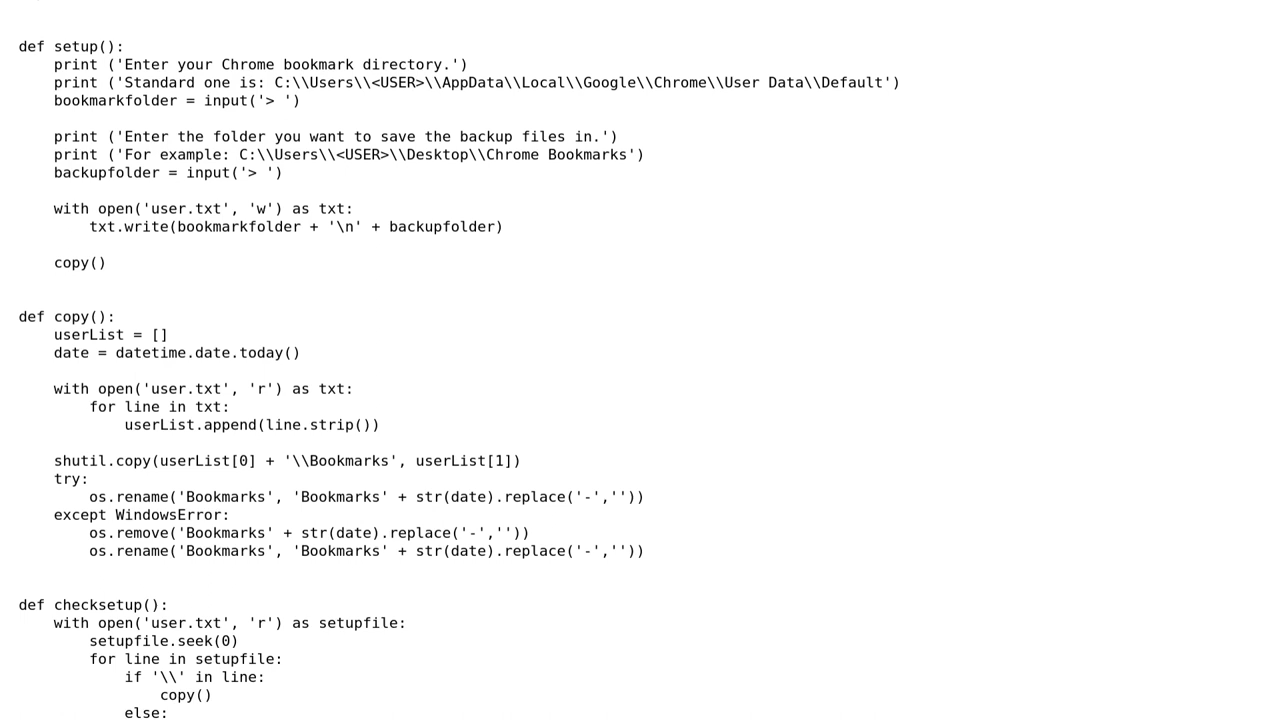 def setup():
    print ('Enter your Chrome bookmark directory.')
    print ('Standard one is: C:\\Users\\<USER>\\AppData\\Local\\Google\\Chrome\\User Data\\Default')
    bookmarkfolder = input('> ')

    print ('Enter the folder you want to save the backup files in.')
    print ('For example: C:\\Users\\<USER>\\Desktop\\Chrome Bookmarks')
    backupfolder = input('> ')

    with open('user.txt', 'w') as txt:
        txt.write(bookmarkfolder + '\n' + backupfolder)

    copy()


def copy():
    userList = []
    date = datetime.date.today()

    with open('user.txt', 'r') as txt:
        for line in txt:
            userList.append(line.strip())

    shutil.copy(userList[0] + '\\Bookmarks', userList[1])
    try:
        os.rename('Bookmarks', 'Bookmarks' + str(date).replace('-',''))
    except WindowsError:
        os.remove('Bookmarks' + str(date).replace('-',''))
        os.rename('Bookmarks', 'Bookmarks' + str(date).replace('-',''))


def checksetup():
    with open('user.txt', 'r') as setupfile:
        setupfile.seek(0)
        for line in setupfile:
            if '\\' in line:
                copy()
            else: